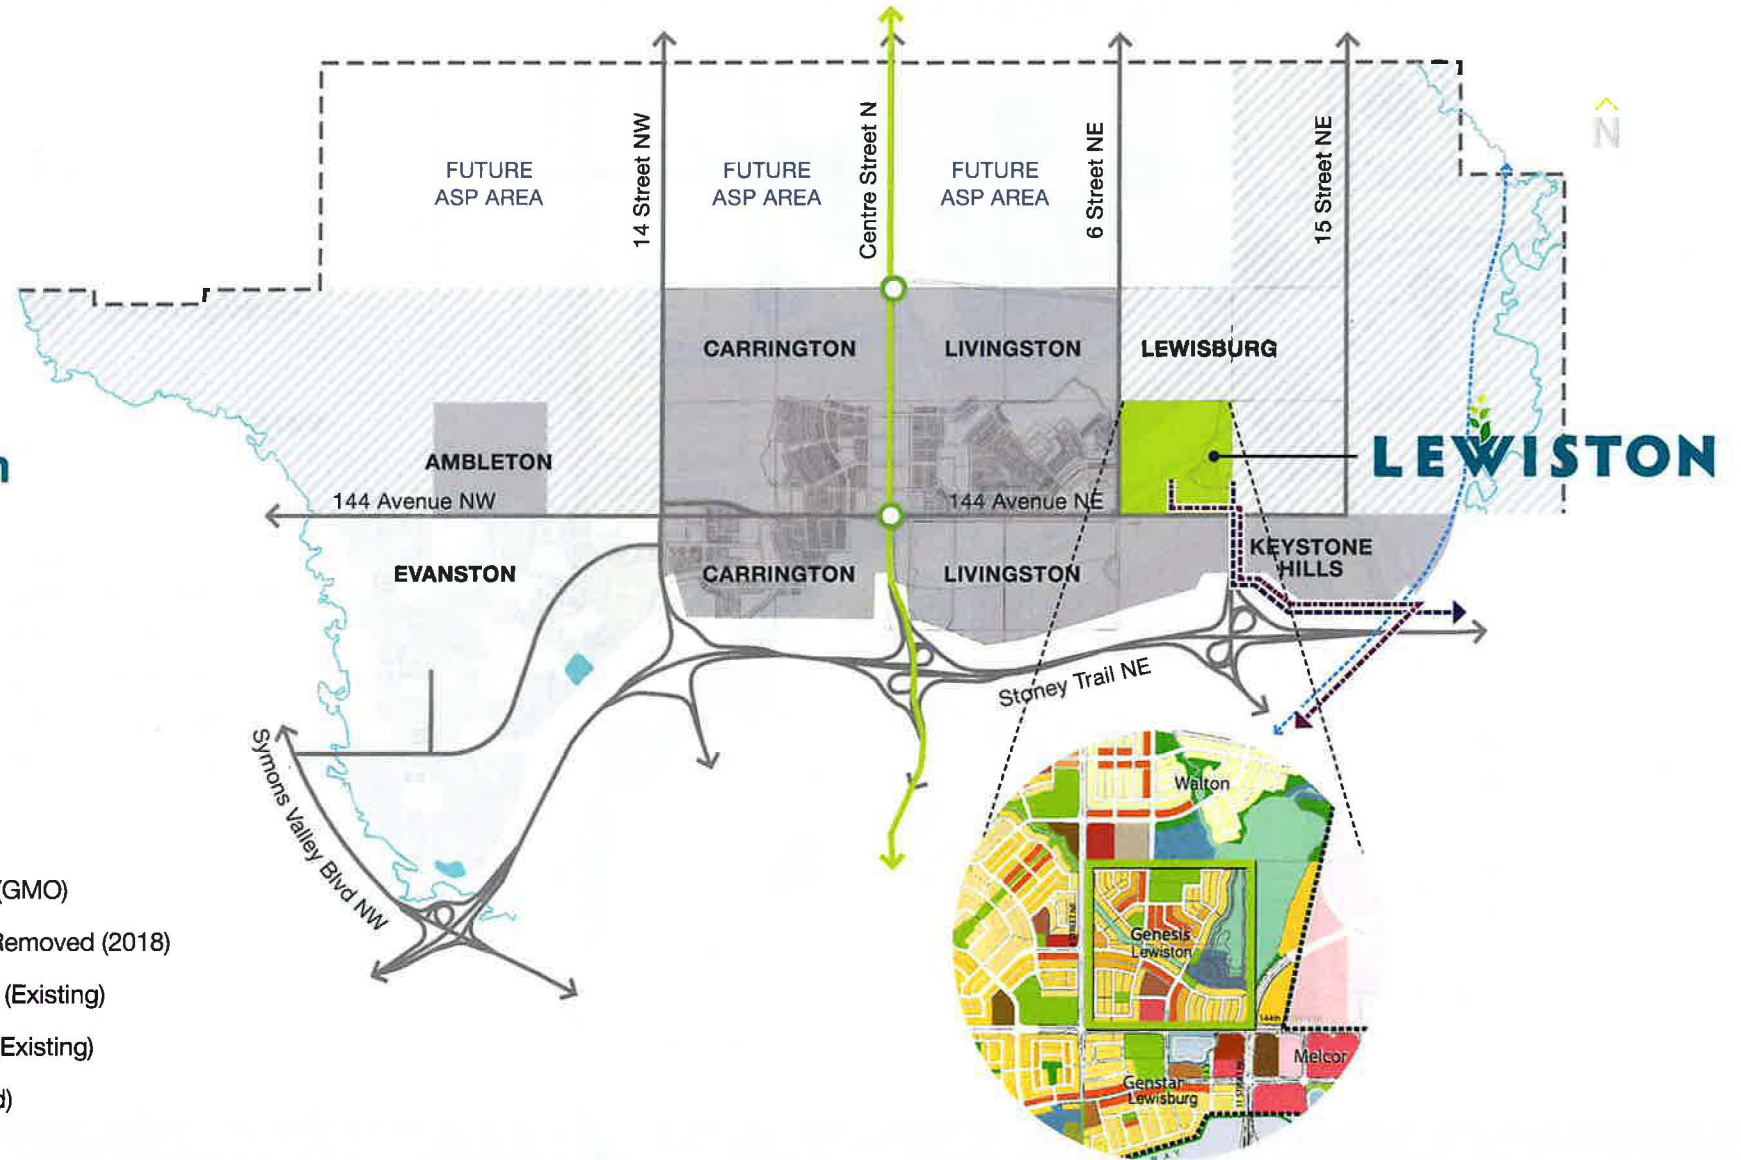 N
FUTURE
ASP AREA
14 Street NW
FUTURE
ASP AREA
Centre Street N
FUTURE
ASP AREA
6 Street NE
15 Street NE
CARRINGTON
LIVINGSTON
LEWISBURG
AMBLETON
LEWISTON
144 Avenue NW
144 Avenue NE
EVANSTON
CARRINGTON
LIVINGSTON
KEYSTONE
HILLS
Stoney Trail NE
Symons Valley Blvd NW
Walton
Genesis
Lewiston
144th
Melcor
Genstar
Lewisburg
(GMO)
Removed (2018)
(Existing)
Existing)
d)